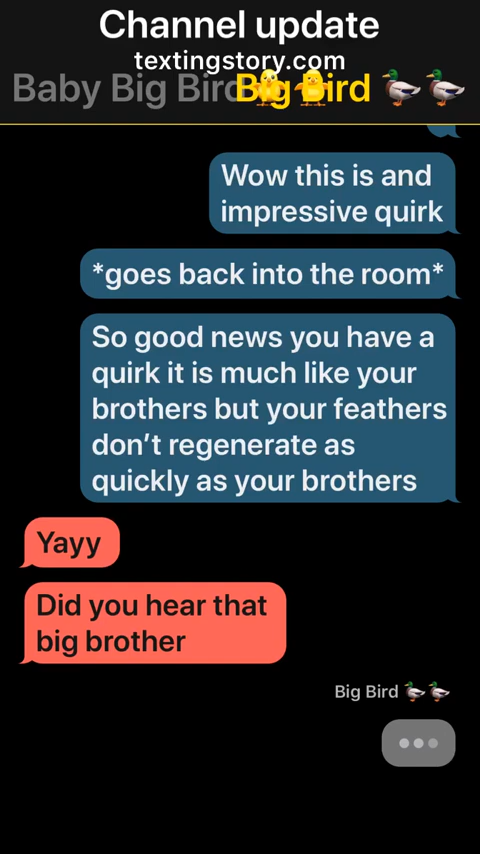 Channel update
textingstory.com
Baby Big Bird 🐥🐥 Big Bird 🦆🦆
Wow this is and
impressive quirk
*goes back into the room*
So good news you have a
quirk it is much like your
brothers but your feathers
don’t regenerate as
quickly as your brothers
Yayy
Did you hear that
big brother
Big Bird 🦆🦆